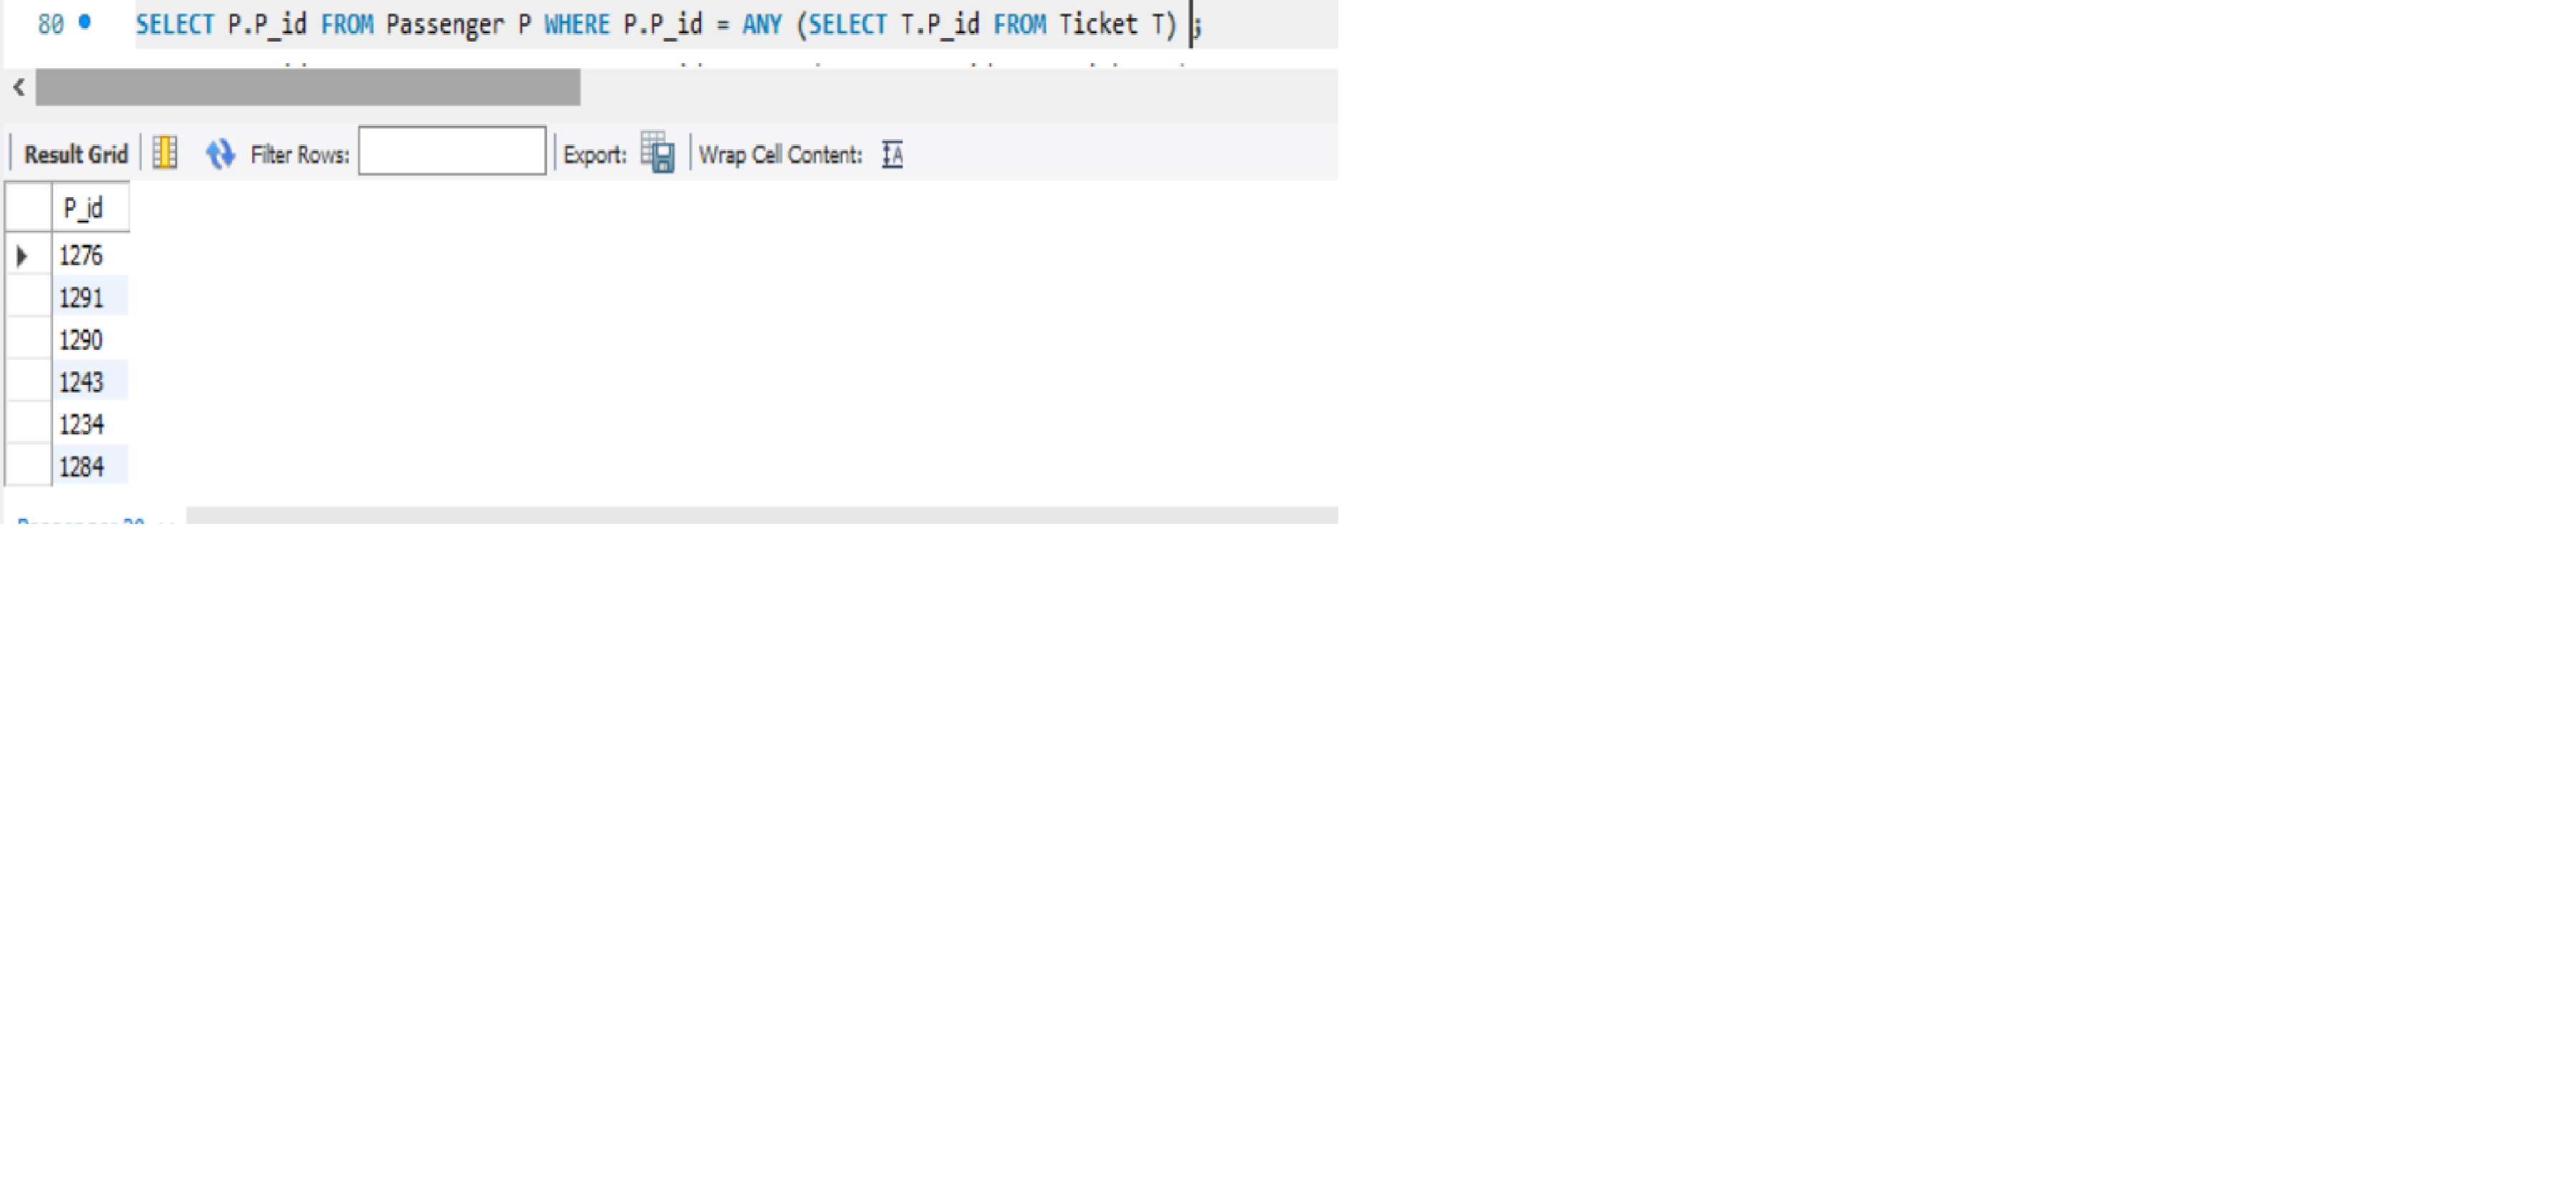 80 SELECT P.P_id FROM Passenger P WHERE P.P_id = ANY (SELECT T.P_id FROM Ticket T) ;
Result Grid Filter Rows: Export: Wrap Cell Content: IA
P_id
1276
1291
1290
1243
1234
1284